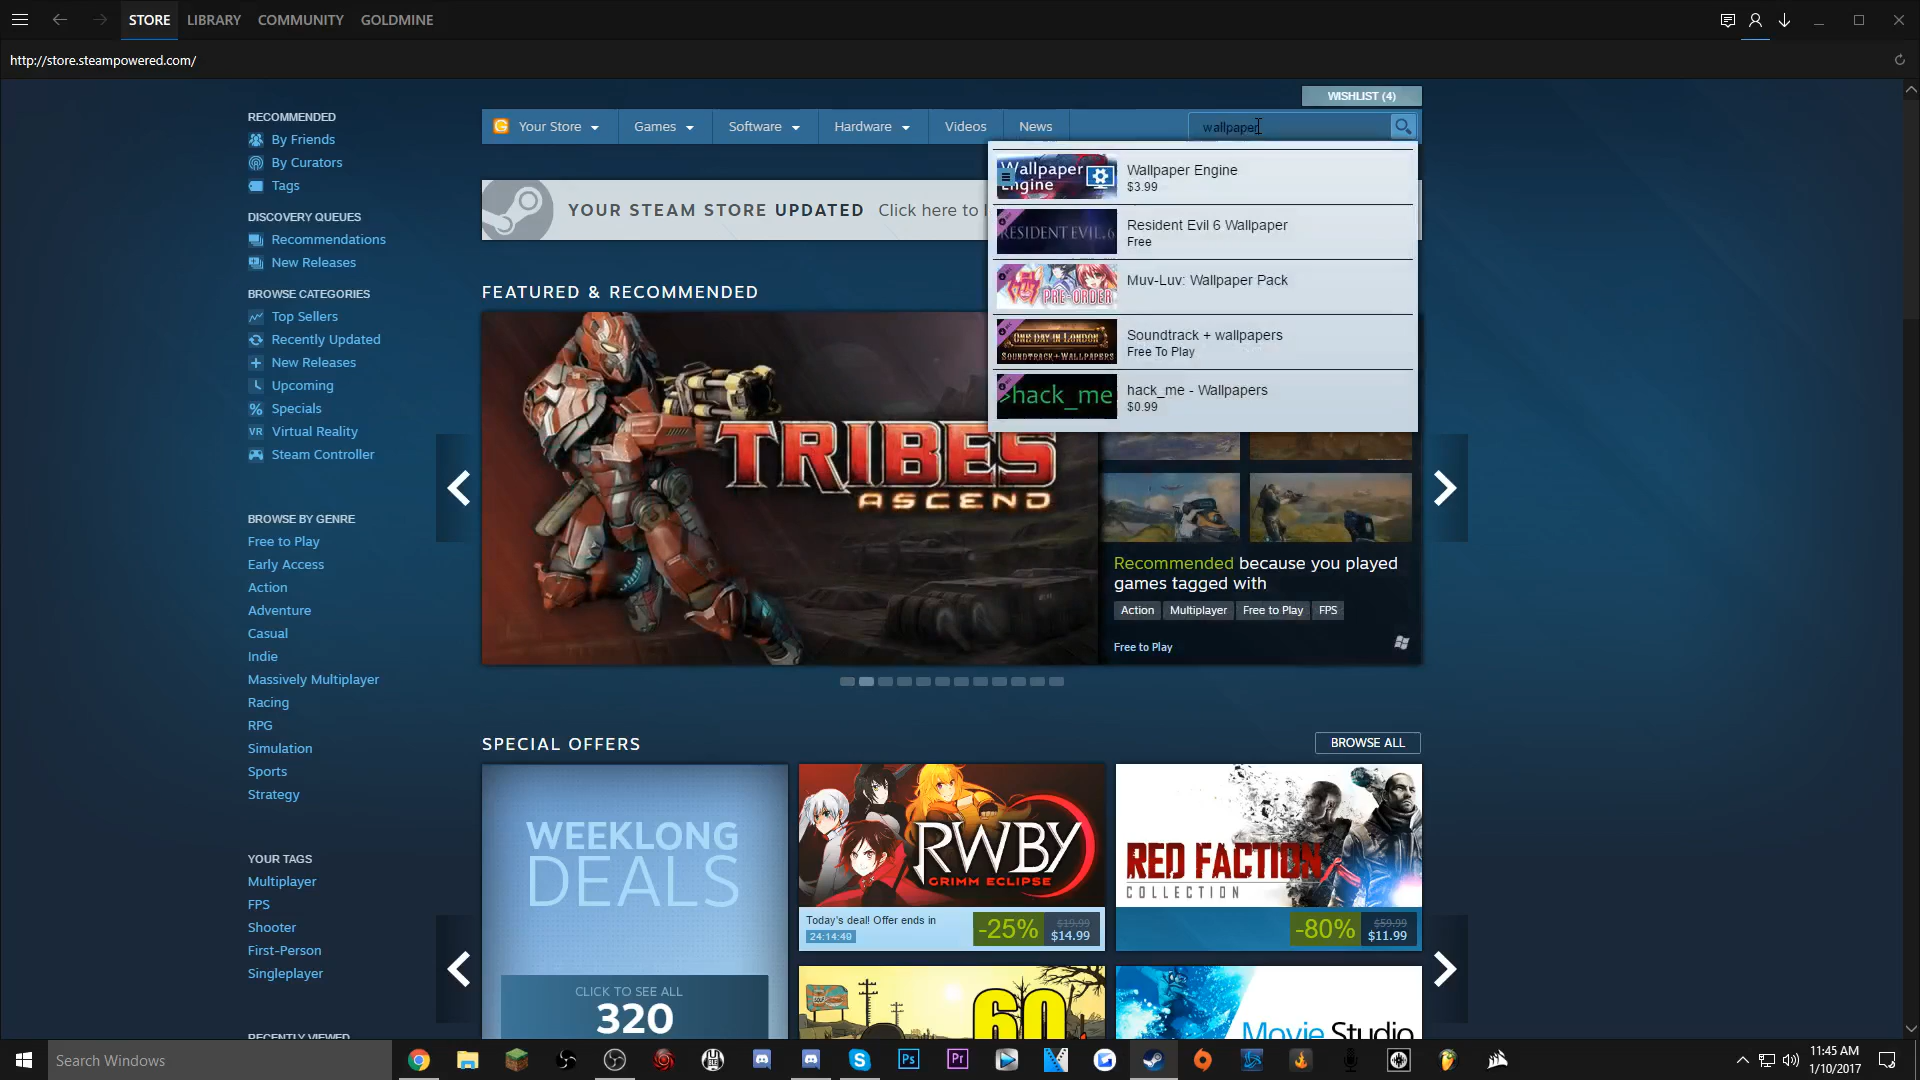 STORE LIBRARY COMMUNITY GOLDMINE
http://store.steampowered.com/
WISHLIST (4)
Your Store Games Software Hardware Videos News
wallpaper
RECOMMENDED
By Friends
By Curators
Tags
DISCOVERY QUEUES
Recommendations
New Releases
BROWSE CATEGORIES
Top Sellers
Recently Updated
New Releases
Upcoming
Specials
VR Virtual Reality
Steam Controller
BROWSE BY GENRE
Free to Play
Early Access
Action
Adventure
Casual
Indie
Massively Multiplayer
Racing
RPG
Simulation
Sports
Strategy
YOUR TAGS
Multiplayer
FPS
Shooter
First-Person
Singleplayer
RECENTLY VIEWED
YOUR STEAM STORE UPDATED Click here to
Wallpaper
Engine
Wallpaper Engine
$3.99
RESIDENT EVIL 6
Resident Evil 6 Wallpaper
Free
PRE-ORDER
Muv-Luv: Wallpaper Pack
ONE DAY IN LONDON
SOUNDTRACK+WALLPAPERS
Soundtrack + wallpapers
Free To Play
>hack_me
hack_me - Wallpapers
$0.99
FEATURED & RECOMMENDED
TRIBES
ASCEND
Recommended because you played
games tagged with
Action Multiplayer Free to Play FPS
Free to Play
SPECIAL OFFERS
BROWSE ALL
WEEKLONG
DEALS
CLICK TO SEE ALL
320
RWBY
GRIMM ECLIPSE
Today's deal! Offer ends in
24:14:49
-25%
$19.99
$14.99
RED FACTION
COLLECTION
-80%
$59.99
$11.99
60
Movie Studio
Search Windows
Ps
Pr
11:45 AM
1/10/2017